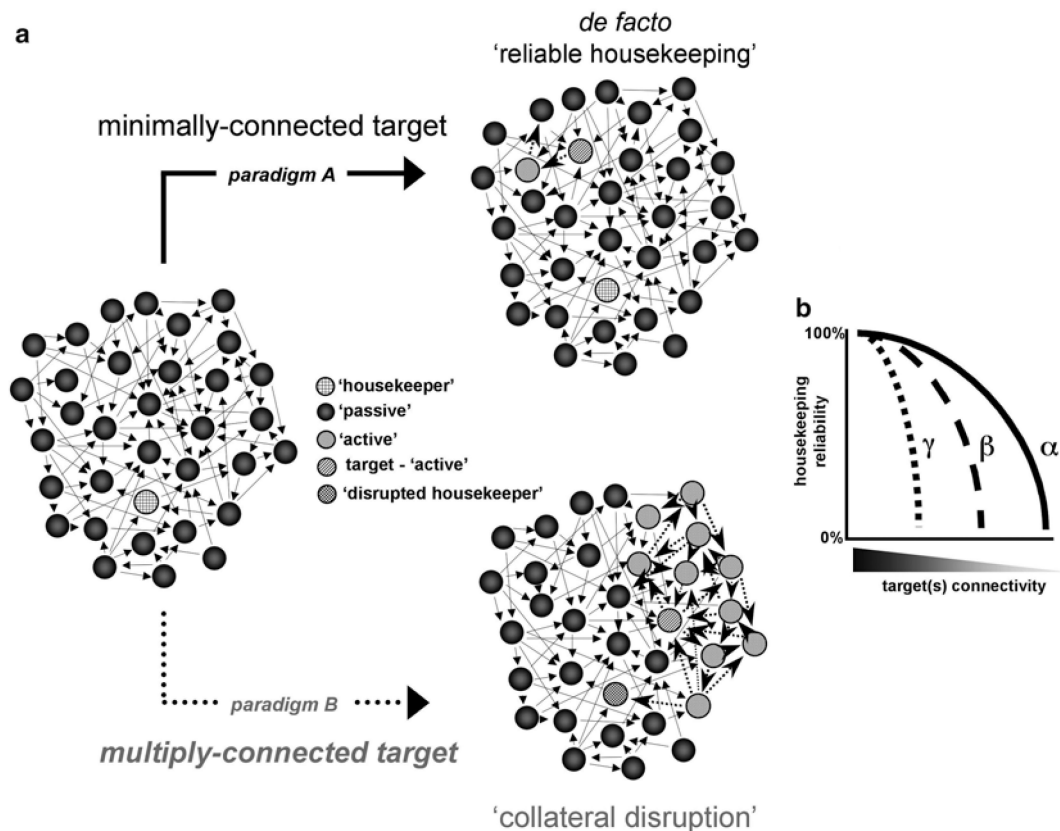 a
de facto
'reliable housekeeping'
minimally-connected target
paradigm A
'housekeeper'
'passive'
'active'
target - 'active'
'disrupted housekeeper'
paradigm B
multiply-connected target
'collateral disruption'
b
100%
housekeeping
reliability
0%
γ
β
α
target(s) connectivity